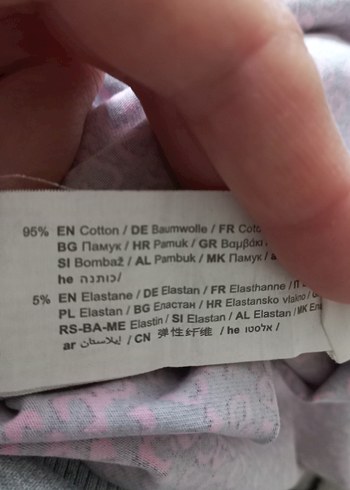 95% EN Cotton / DE Baumwolle / FR
BG Памук / HR Pamuk / GR Βαμβάκι
SI Bombaž / AL Pambuk / MK Памук /
he כותנה/
5% EN Elastane / DE Elastan / FR Elasthanne /
PL Elastan / BG Еластан / HR Elastansko vlakno /
RS-BA-ME Elastin / SI Elastan / AL Elastan / MK
ar إيلاستان / CN 弹性纤维 / he אלסטן /